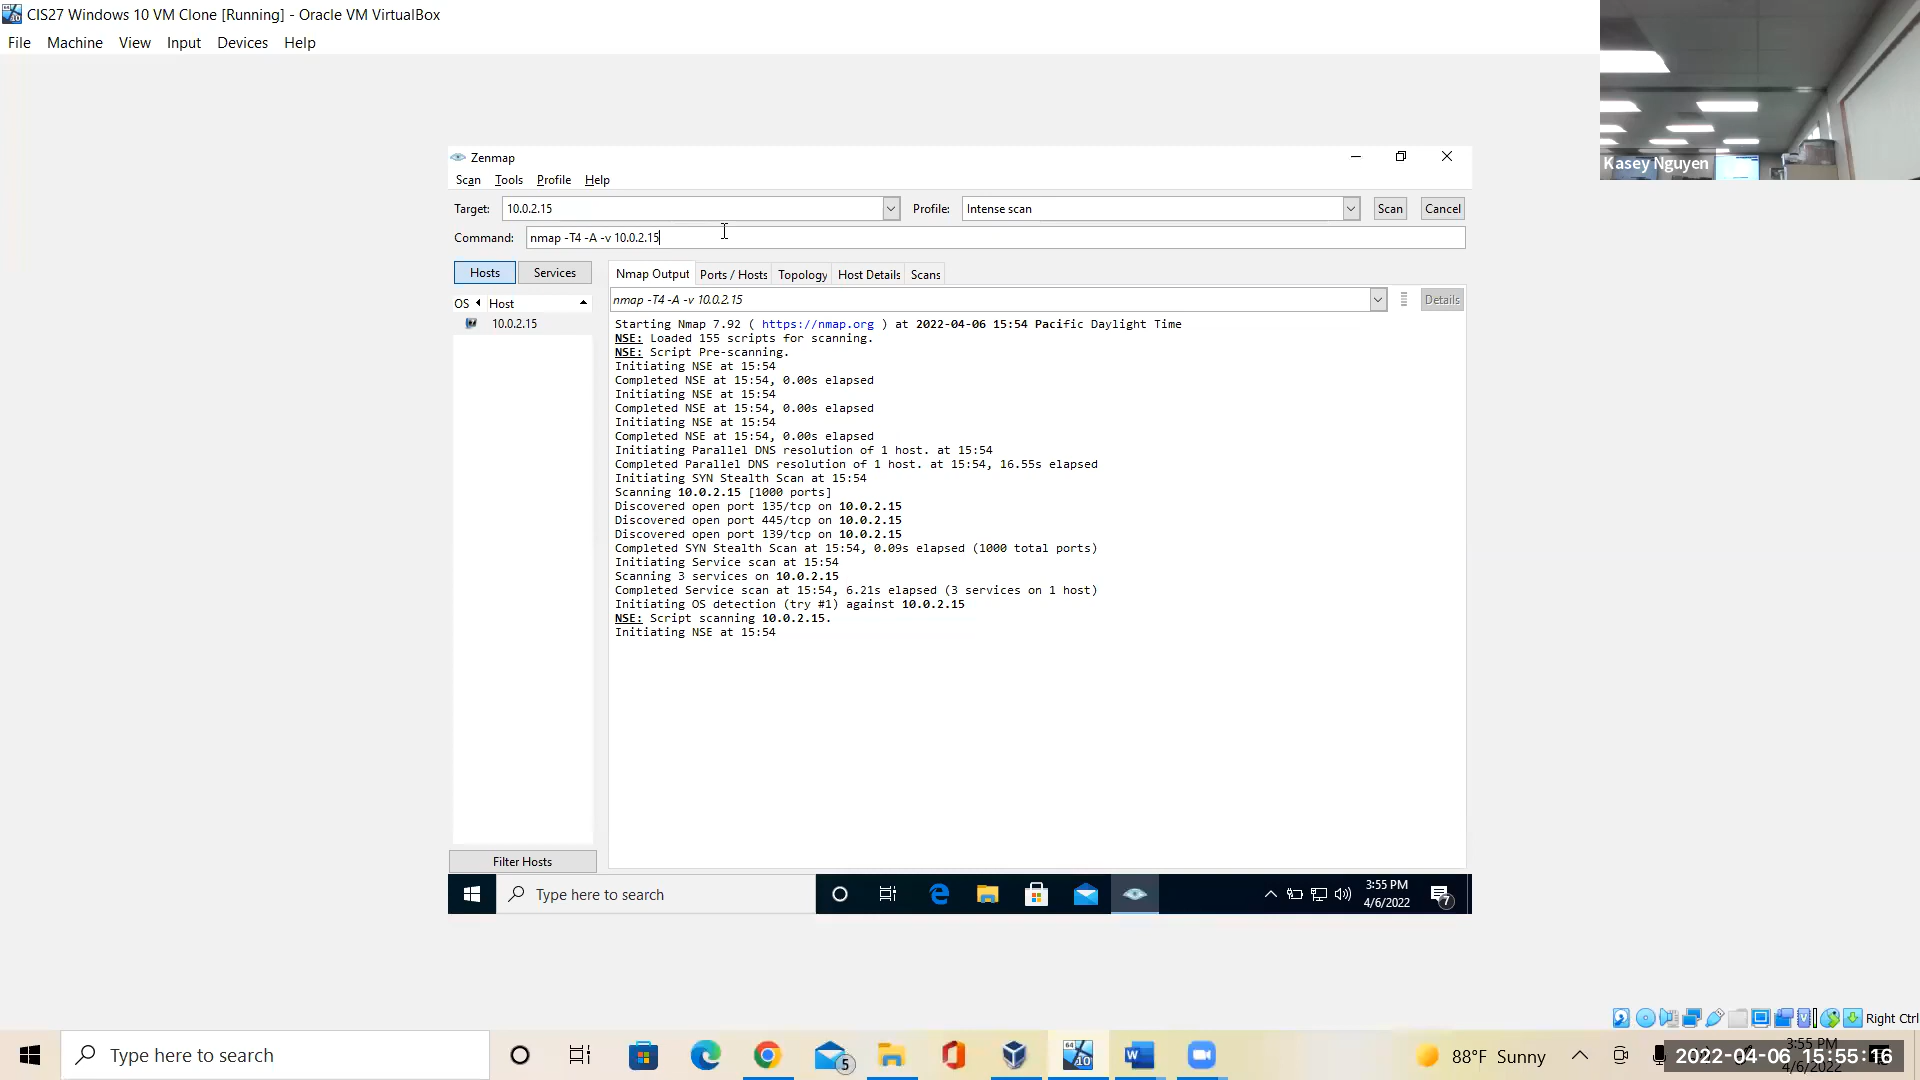 CIS27 Windows 10 VM Clone [Running] - Oracle VM VirtualBox
File Machine View Input Devices Help
Kasey Nguyen
Zenmap
Scan Tools Profile Help
Target: 10.0.2.15 Profile: Intense scan Scan Cancel
Command: nmap -T4 -A -v 10.0.2.15
Hosts Services
Nmap Output Ports / Hosts Topology Host Details Scans
OS Host
nmap -T4 -A -v 10.0.2.15 Details
10.0.2.15
Starting Nmap 7.92 ( https://nmap.org ) at 2022-04-06 15:54 Pacific Daylight Time
NSE: Loaded 155 scripts for scanning.
NSE: Script Pre-scanning.
Initiating NSE at 15:54
Completed NSE at 15:54, 0.00s elapsed
Initiating NSE at 15:54
Completed NSE at 15:54, 0.00s elapsed
Initiating NSE at 15:54
Completed NSE at 15:54, 0.00s elapsed
Initiating Parallel DNS resolution of 1 host. at 15:54
Completed Parallel DNS resolution of 1 host. at 15:54, 16.55s elapsed
Initiating SYN Stealth Scan at 15:54
Scanning 10.0.2.15 [1000 ports]
Discovered open port 135/tcp on 10.0.2.15
Discovered open port 445/tcp on 10.0.2.15
Discovered open port 139/tcp on 10.0.2.15
Completed SYN Stealth Scan at 15:54, 0.09s elapsed (1000 total ports)
Initiating Service scan at 15:54
Scanning 3 services on 10.0.2.15
Completed Service scan at 15:54, 6.21s elapsed (3 services on 1 host)
Initiating OS detection (try #1) against 10.0.2.15
NSE: Script scanning 10.0.2.15.
Initiating NSE at 15:54
Filter Hosts
Type here to search
3:55 PM
4/6/2022
7
Right Ctrl
Type here to search
5
64
10
88°F Sunny
3:55 PM
4/6/2022
2022-04-06 15:55:16